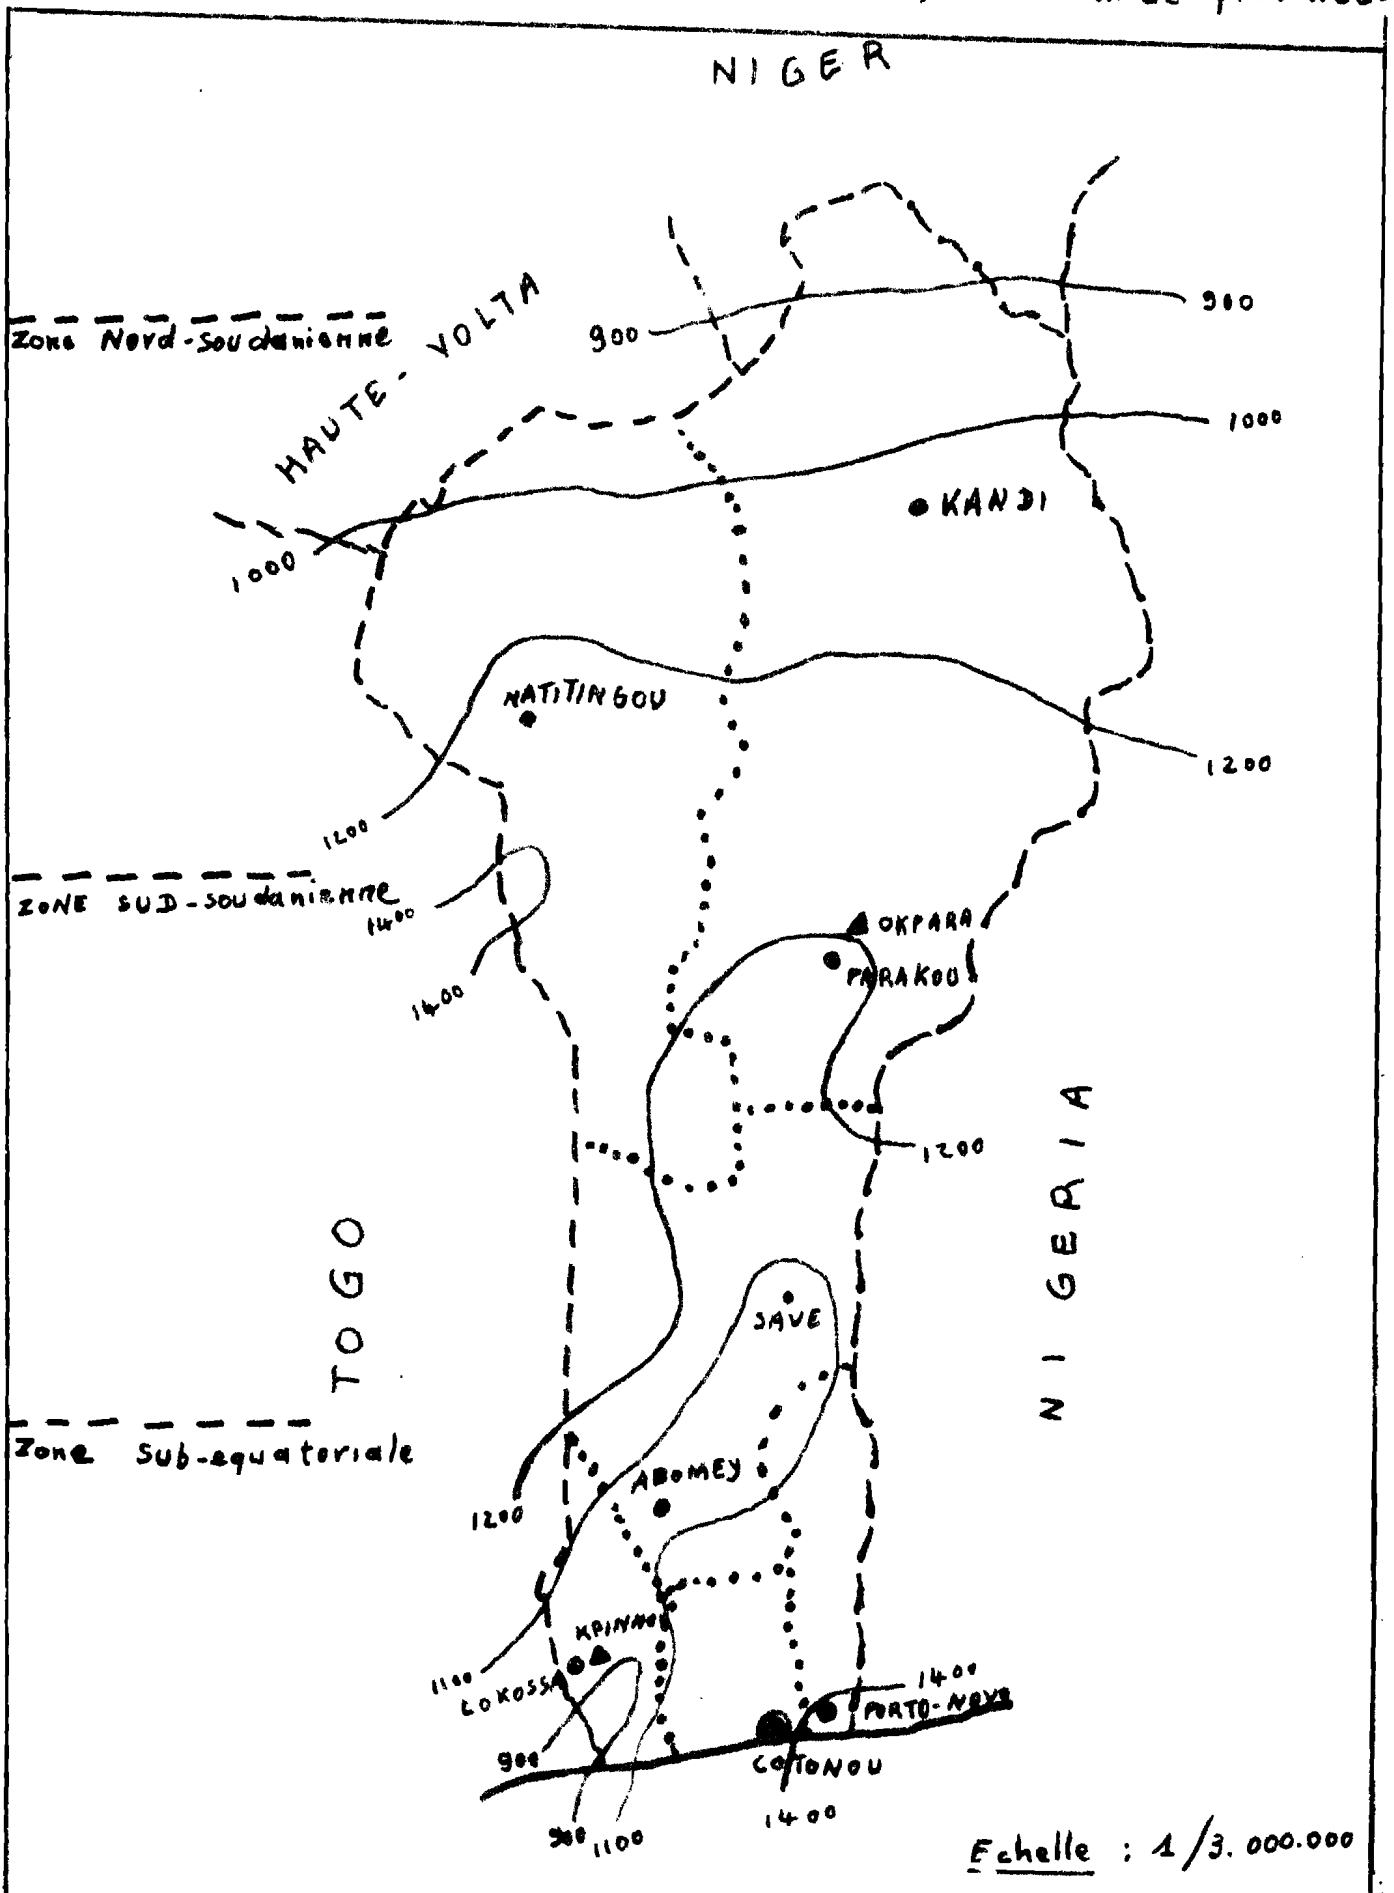 NIGER
HAUTE-VOLTA
Zone Nord-Soudanienne
900
900
1000
KANDI
1000
NATITINGOU
1200
1200
ZONE SUD-Soudanienne
1400
OKPARA
PARAKOU
1400
1200
NIGERIA
TOGO
SAVE
Zone Sub-equatoriale
ABOMEY
1200
KPINNOU
1100
LOKOSSA
1400
PORTO-NOVO
900
COTONOU
1400
900
1100
Echelle : 1/3.000.000